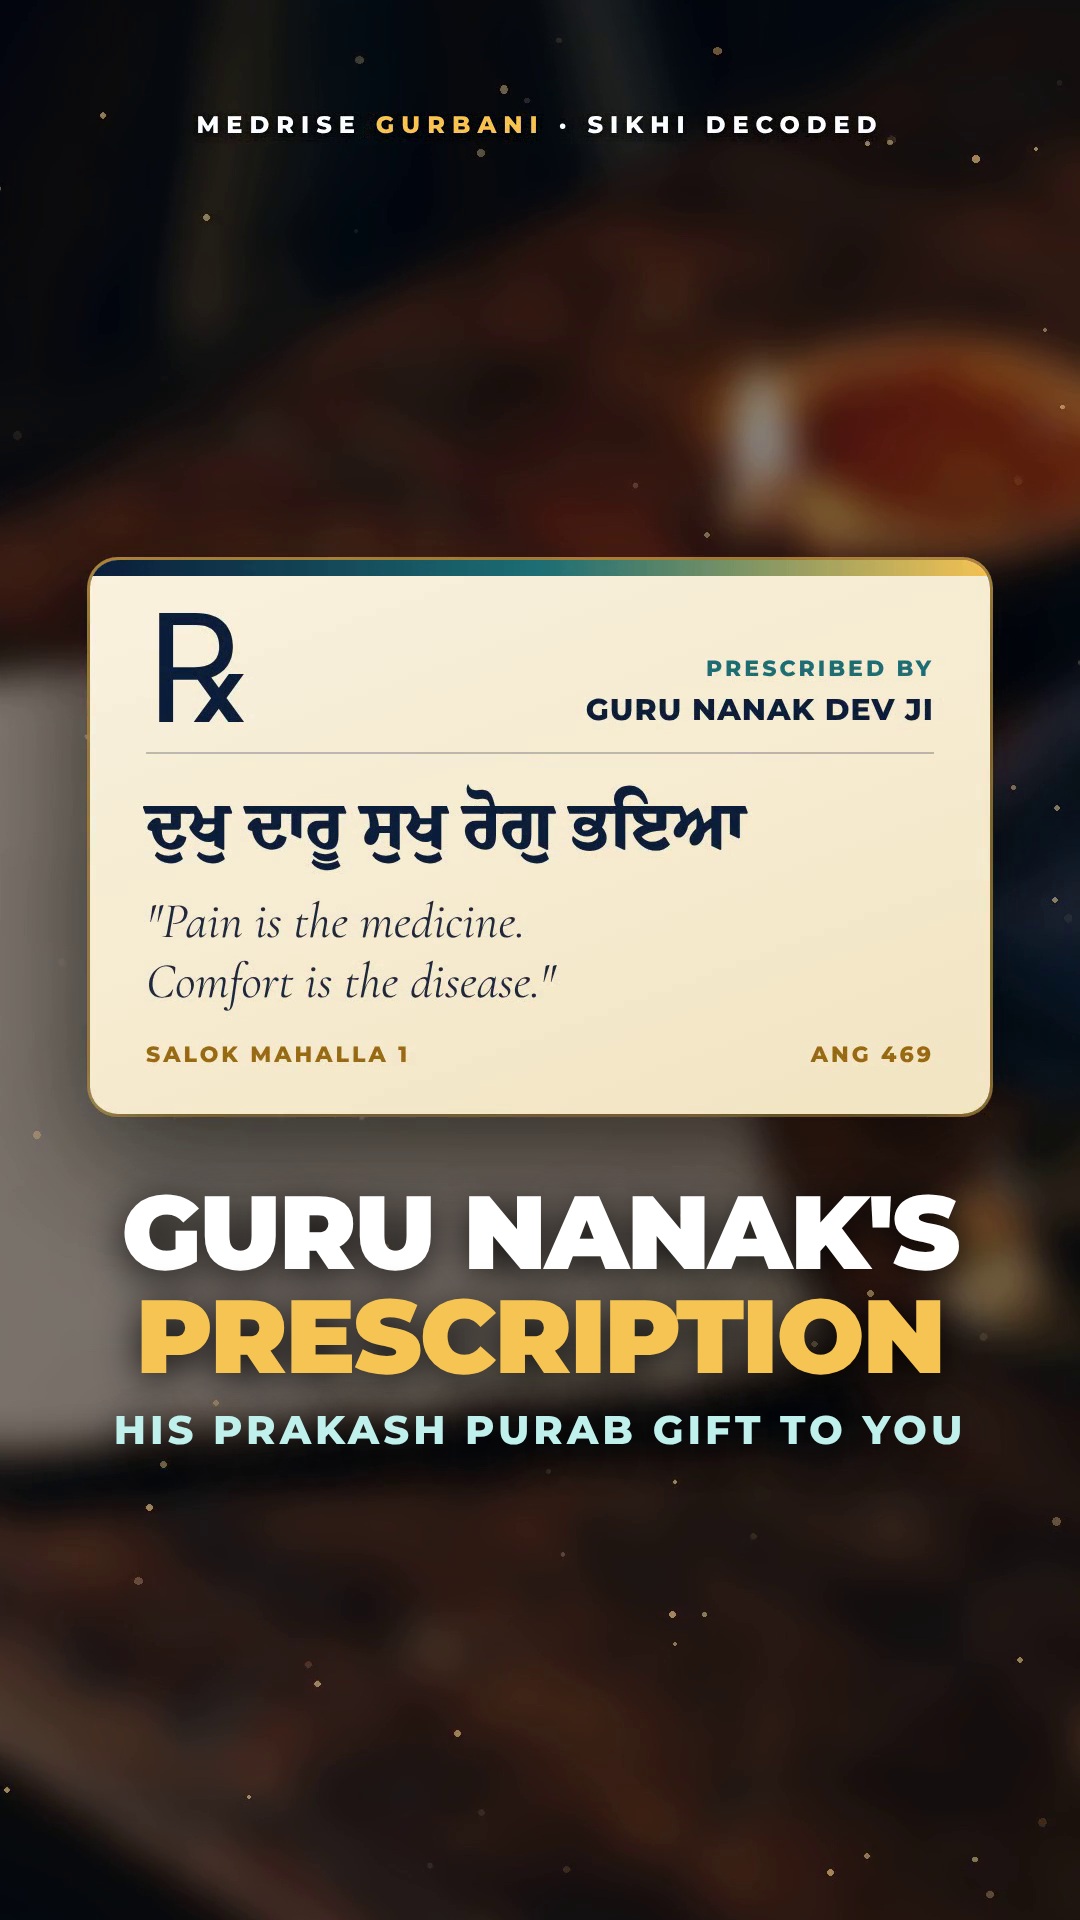 MEDRISE GURBANI · SIKHI DECODED
℞
PRESCRIBED BY
GURU NANAK DEV JI
ਦੁਖੁ ਦਾਰੂ ਸੁਖੁ ਰੋਗੁ ਭਇਆ
"Pain is the medicine.
Comfort is the disease."
SALOK MAHALLA 1 ANG 469
GURU NANAK'S
PRESCRIPTION
HIS PRAKASH PURAB GIFT TO YOU